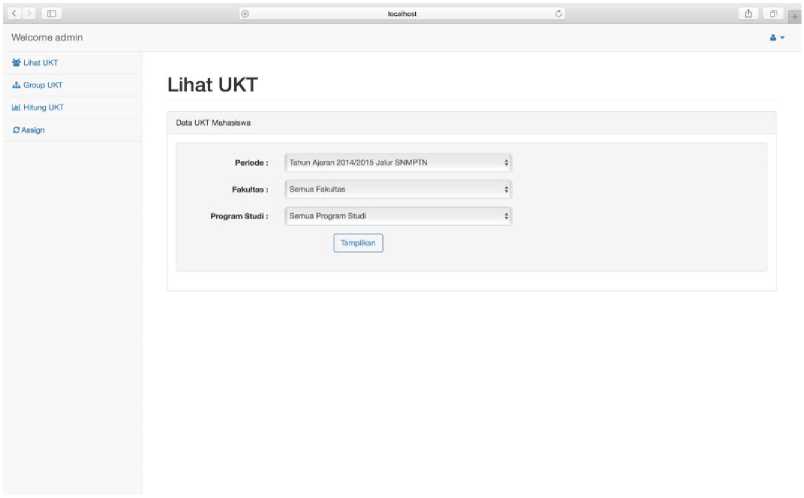 localhost
Welcome admin
Lihat UKT
Group UKT
Hitung UKT
Assign
Lihat UKT
Data UKT Mahasiswa
Periode : Tahun Ajaran 2014/2015 Jalur SNMPTN
Fakultas : Semua Fakultas
Program Studi : Semua Program Studi
Tampilkan